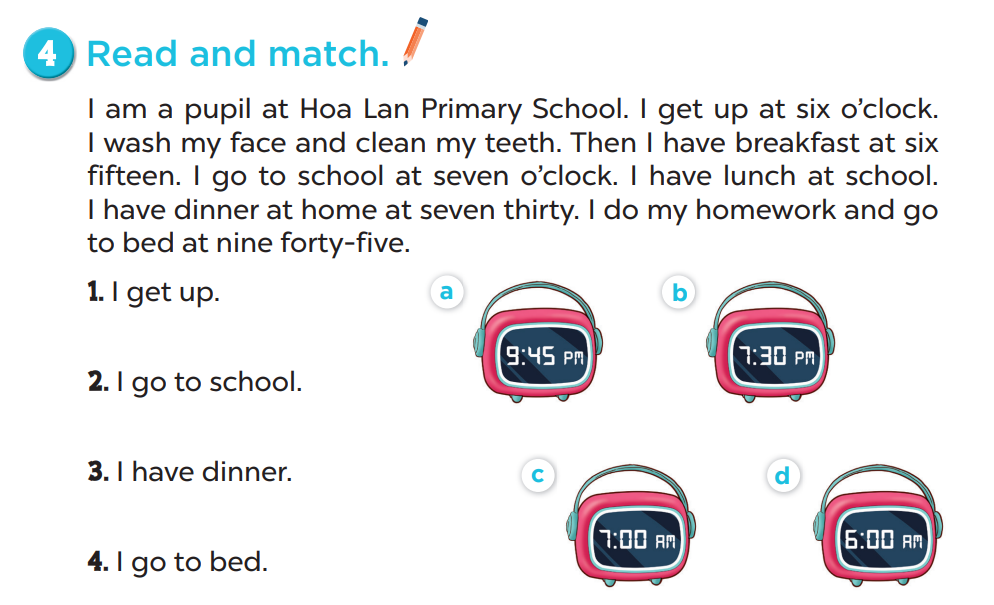 4 Read and match.
I am a pupil at Hoa Lan Primary School. I get up at six o’clock.
I wash my face and clean my teeth. Then I have breakfast at six
fifteen. I go to school at seven o’clock. I have lunch at school.
I have dinner at home at seven thirty. I do my homework and go
to bed at nine forty-five.
1. I get up.
a
b
9:45 PM
7:30 PM
2. I go to school.
3. I have dinner.
c
d
7:00 AM
6:00 AM
4. I go to bed.